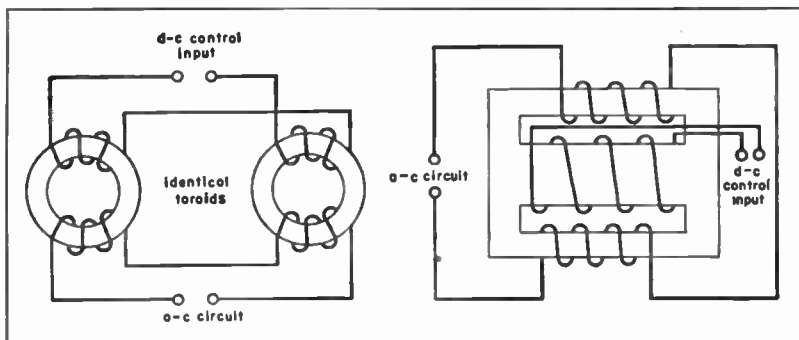 d-c control
input
identical
toroids
a-c circuit
a-c circuit
d-c
control
input